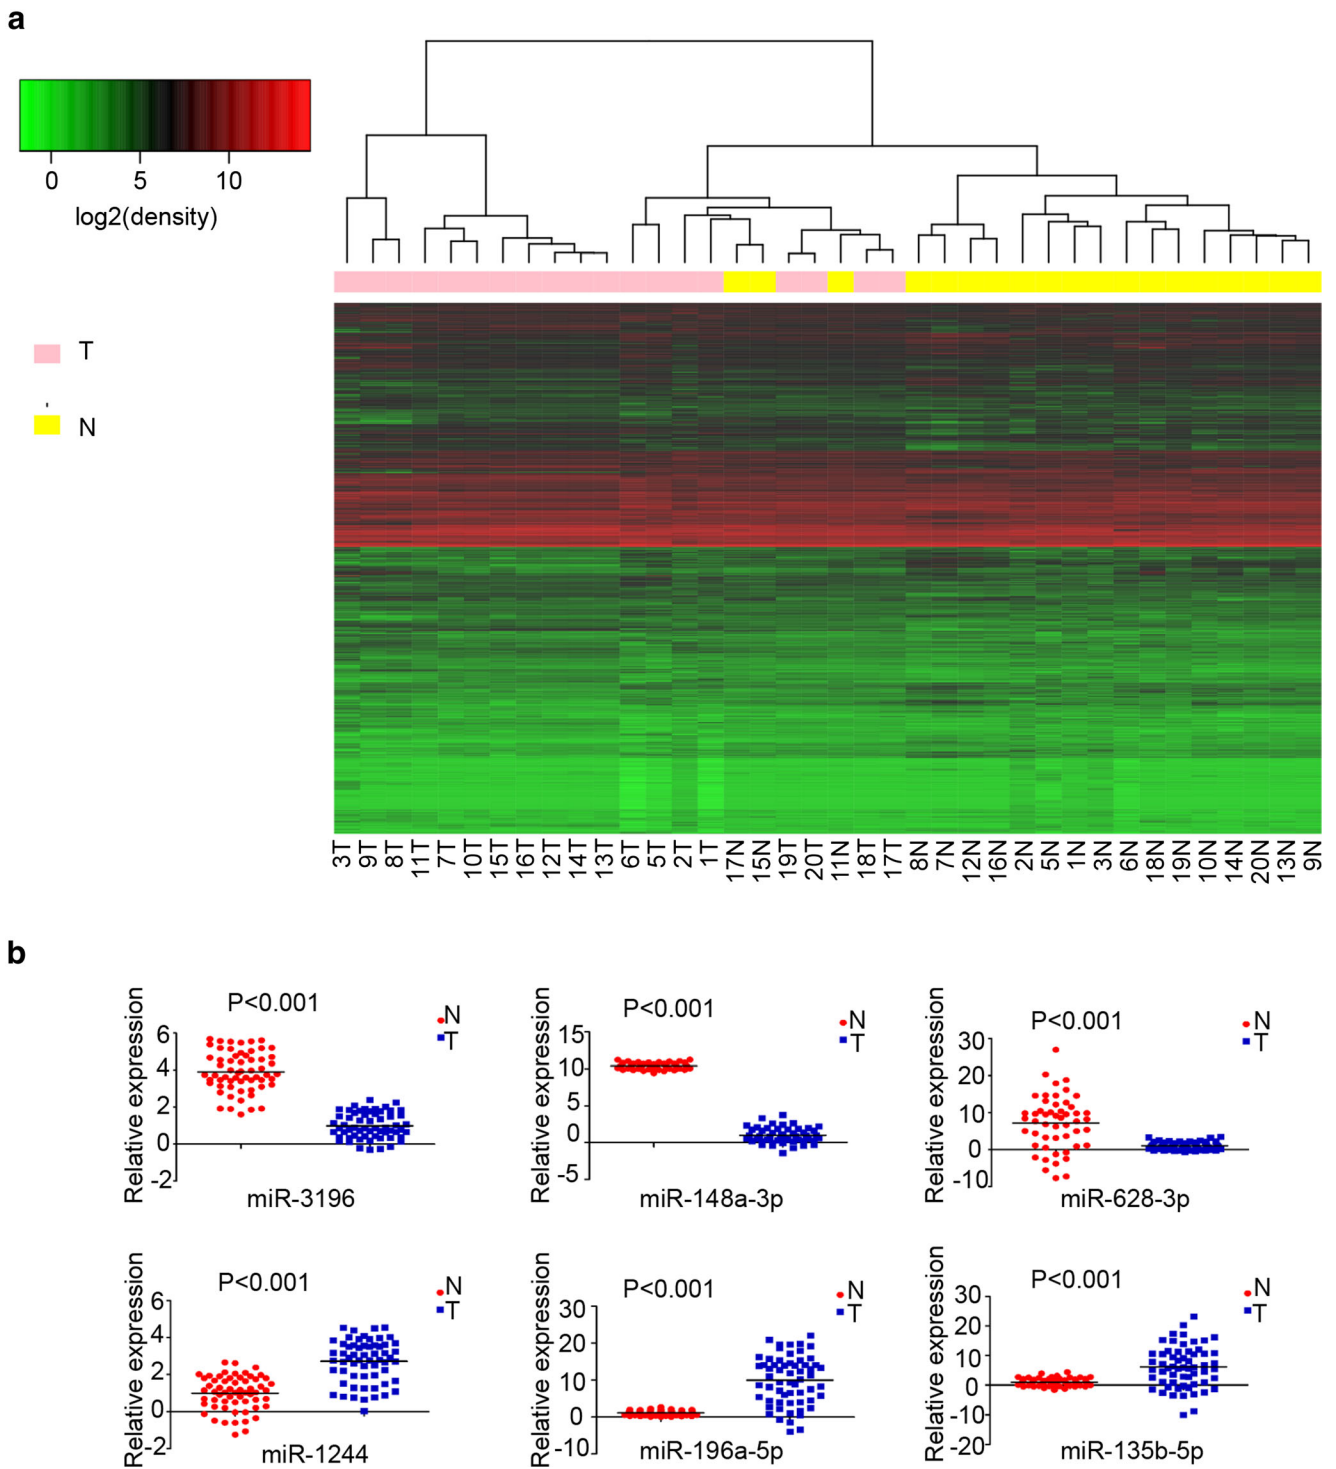 a
0 5 10
log2(density)
T
N
3T 9T 8T 11T 7T 10T 15T 16T 12T 14T 13T 6T 5T 2T 1T 17N 15N 19T 20T 11N 18T 17T 8N 7N 12N 16N 2N 5N 1N 3N 6N 18N 19N 10N 14N 20N 13N 9N
b
Relative expression
P<0.001
N
T
6
4
2
0
-2
miR-3196
Relative expression
P<0.001
N
T
15
10
5
0
-5
miR-148a-3p
Relative expression
P<0.001
N
T
30
20
10
0
-10
miR-628-3p
Relative expression
P<0.001
N
T
6
4
2
0
-2
miR-1244
Relative expression
P<0.001
N
T
30
20
10
0
-10
miR-196a-5p
Relative expression
P<0.001
N
T
30
20
10
0
-10
-20
miR-135b-5p